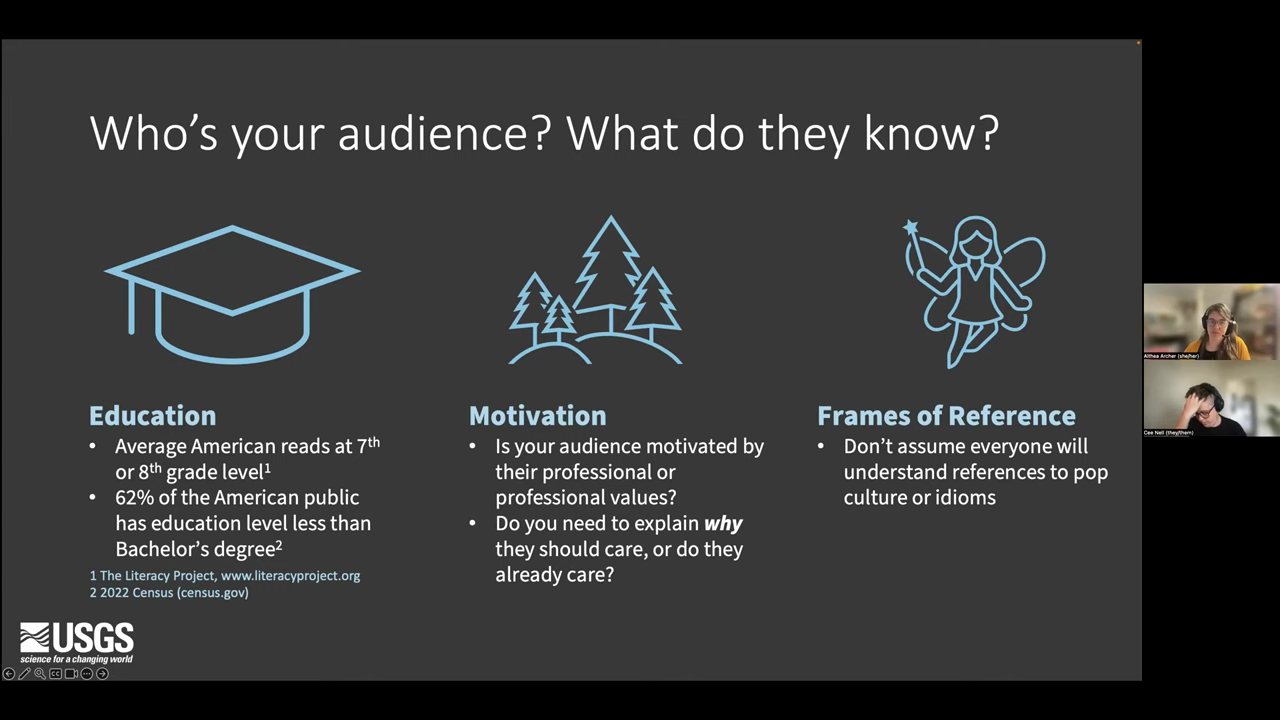 Who's your audience? What do they know?
Education
• Average American reads at 7th
or 8th grade level1
• 62% of the American public
has education level less than
Bachelor's degree2
1 The Literacy Project, www.literacyproject.org
2 2022 Census (census.gov)
Motivation
• Is your audience motivated by
their professional or
professional values?
• Do you need to explain why
they should care, or do they
already care?
Frames of Reference
• Don't assume everyone will
understand references to pop
culture or idioms
USGS
science for a changing world
CC
Althea Archer (she/her)
Cee Nell (they/them)